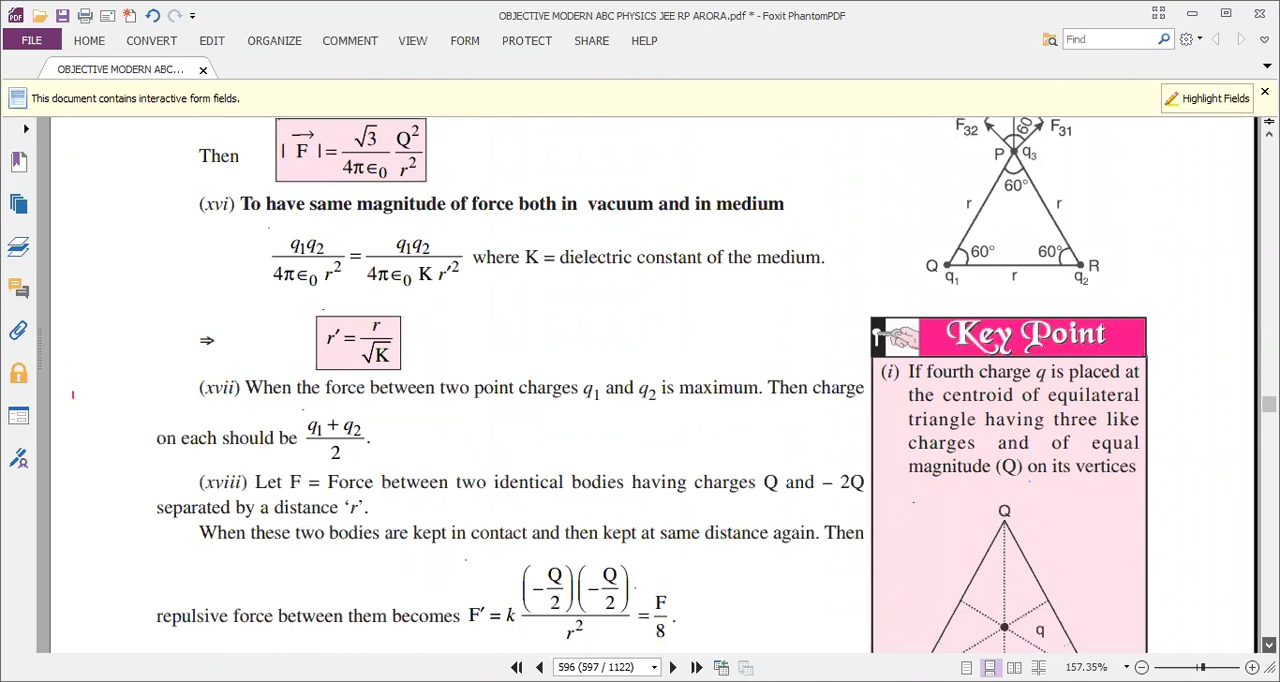 OBJECTIVE MODERN ABC PHYSICS JEE RP ARORA.pdf * - Foxit PhantomPDF
FILE HOME CONVERT EDIT ORGANIZE COMMENT VIEW FORM PROTECT SHARE HELP
Find
OBJECTIVE MODERN ABC...
This document contains interactive form fields.
Highlight Fields
Then | F⃗ | = √3/4π∈₀ Q²/r²
(xvi) To have same magnitude of force both in vacuum and in medium
q₁q₂/4π∈₀ r² = q₁q₂/4π∈₀ K r′² where K = dielectric constant of the medium.
⇒ r′ = r/√K
(xvii) When the force between two point charges q₁ and q₂ is maximum. Then charge
on each should be q₁ + q₂/2.
(xviii) Let F = Force between two identical bodies having charges Q and – 2Q
separated by a distance ‘r’.
When these two bodies are kept in contact and then kept at same distance again. Then
repulsive force between them becomes F′ = k (–Q/2)(–Q/2)/r² = F/8.
F₃₂ 60 F₃₁
P q₃
60°
r r
60° 60°
Q R
q₁ r q₂
Key Point
(i) If fourth charge q is placed at
the centroid of equilateral
triangle having three like
charges and of equal
magnitude (Q) on its vertices
Q
q
596 (597 / 1122)
157.35%